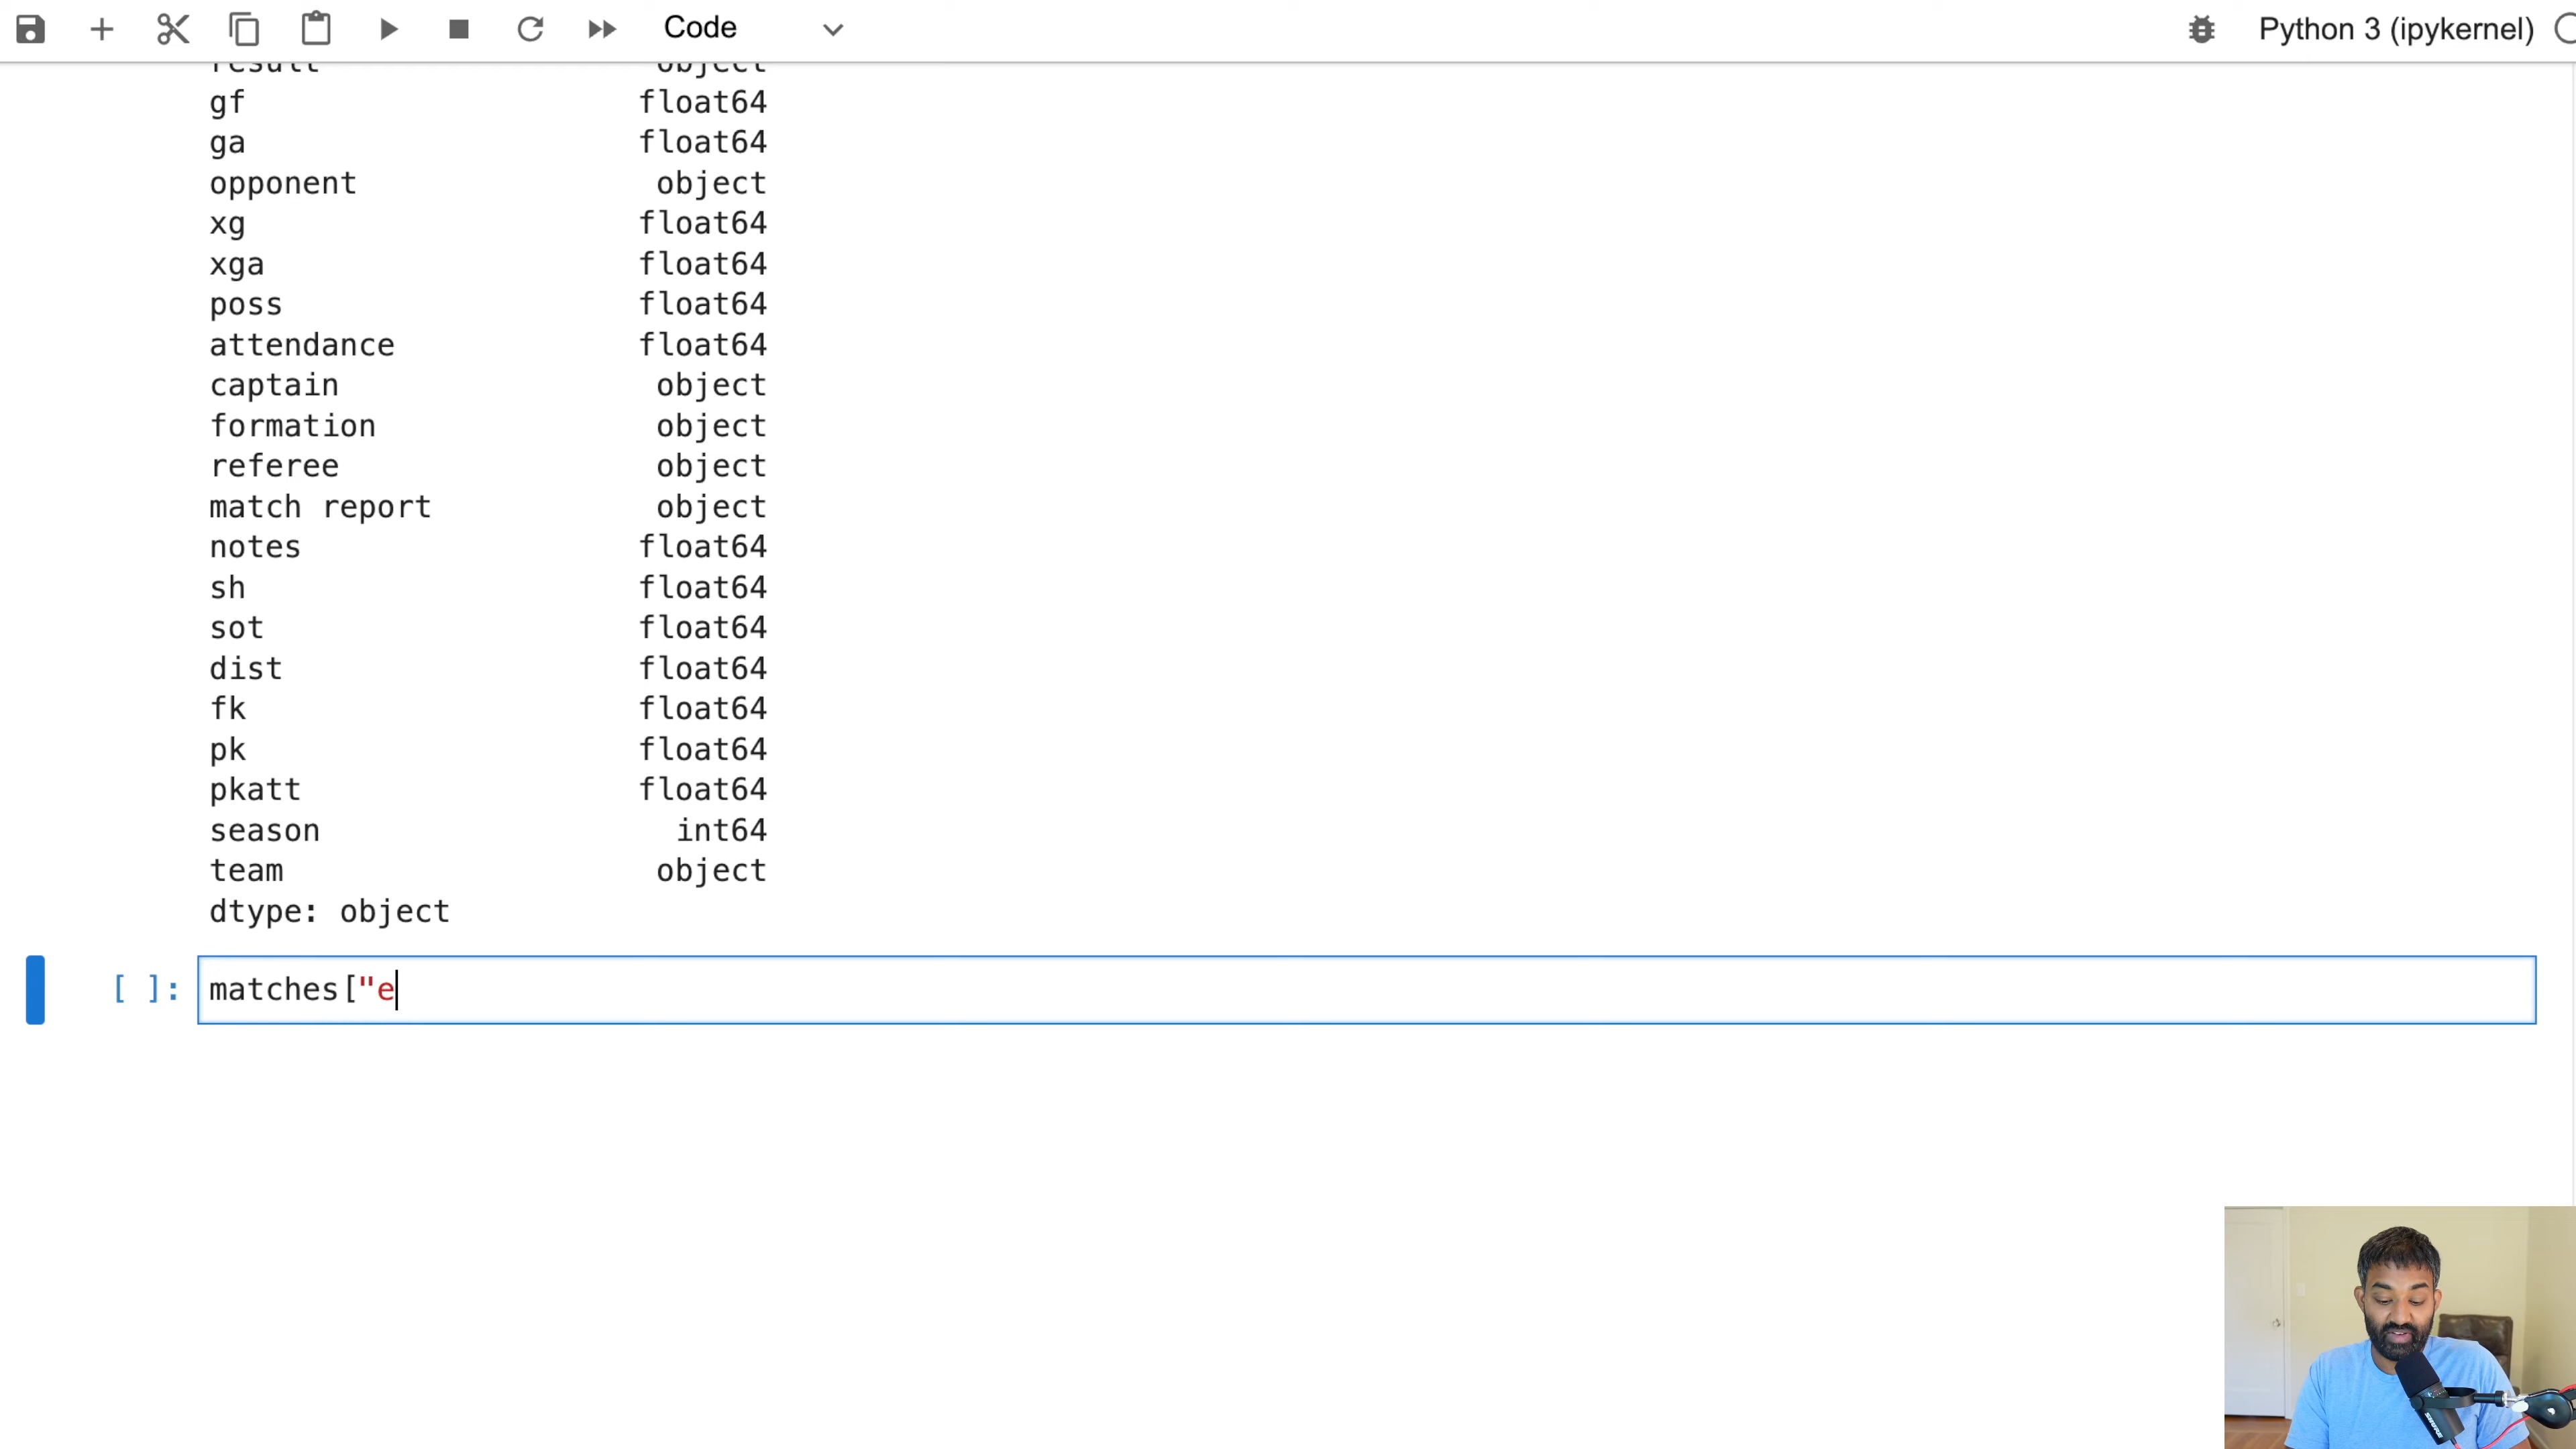 Code
Python 3 (ipykernel)
result object
gf float64
ga float64
opponent object
xg float64
xga float64
poss float64
attendance float64
captain object
formation object
referee object
match report object
notes float64
sh float64
sot float64
dist float64
fk float64
pk float64
pkatt float64
season int64
team object
dtype: object
[ ]: matches["e